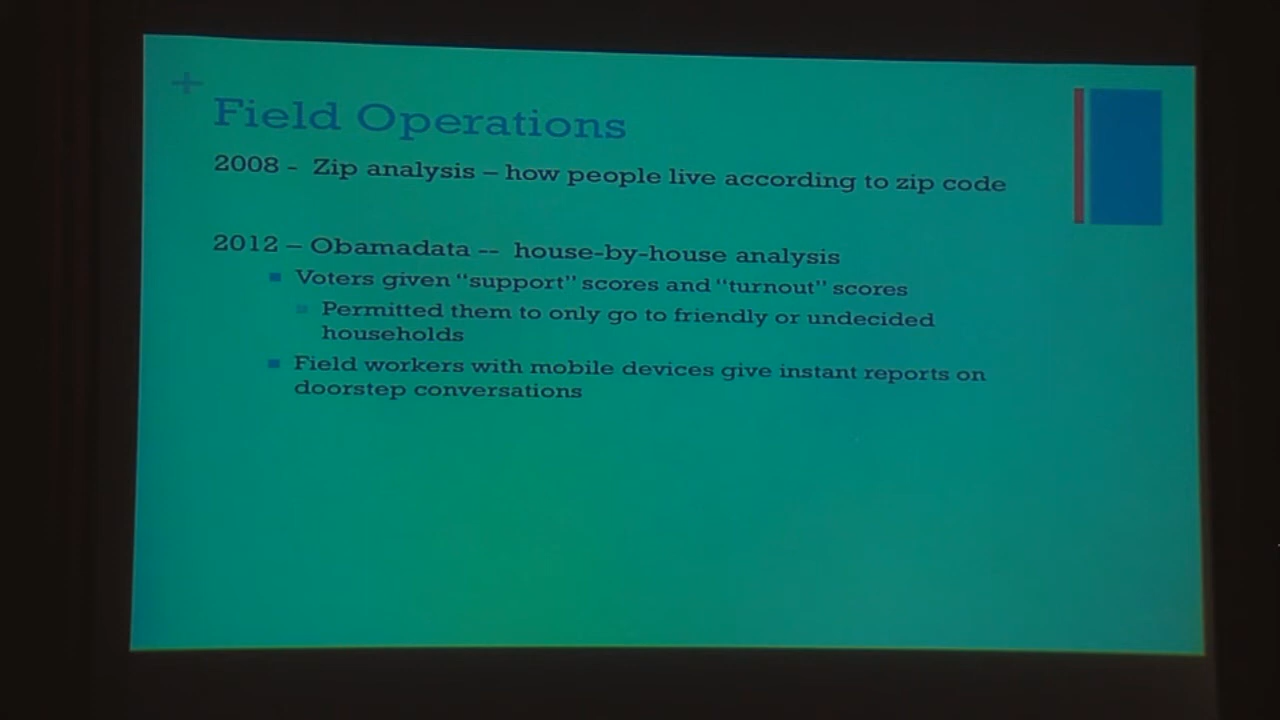 +
Field Operations
2008 - Zip analysis – how people live according to zip code
2012 – Obamadata -- house-by-house analysis
Voters given “support” scores and “turnout” scores
Permitted them to only go to friendly or undecided
households
Field workers with mobile devices give instant reports on
doorstep conversations